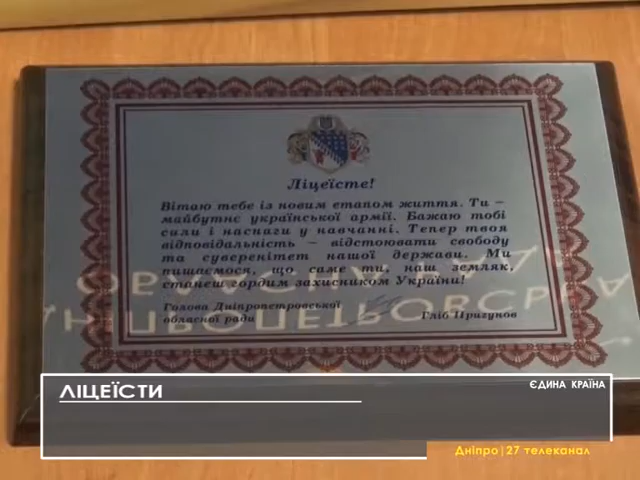 Ліцеїсте!
Вітаю тебе із новим етапом життя. Ти –
майбутнє української армії. Бажаю тобі
сили і наснаги у навчанні. Тепер твоя
відповідальність – відстоювати свободу
та суверенітет нашої держави. Ми
пишаємося, що саме ти, наш земляк,
станеш гордим захисником України!
Голова Дніпропетровської
обласної ради
Гліб Пригунов
ЛІЦЕЇСТИ
ЄДИНА КРАЇНА
Дніпро|27 телеканал